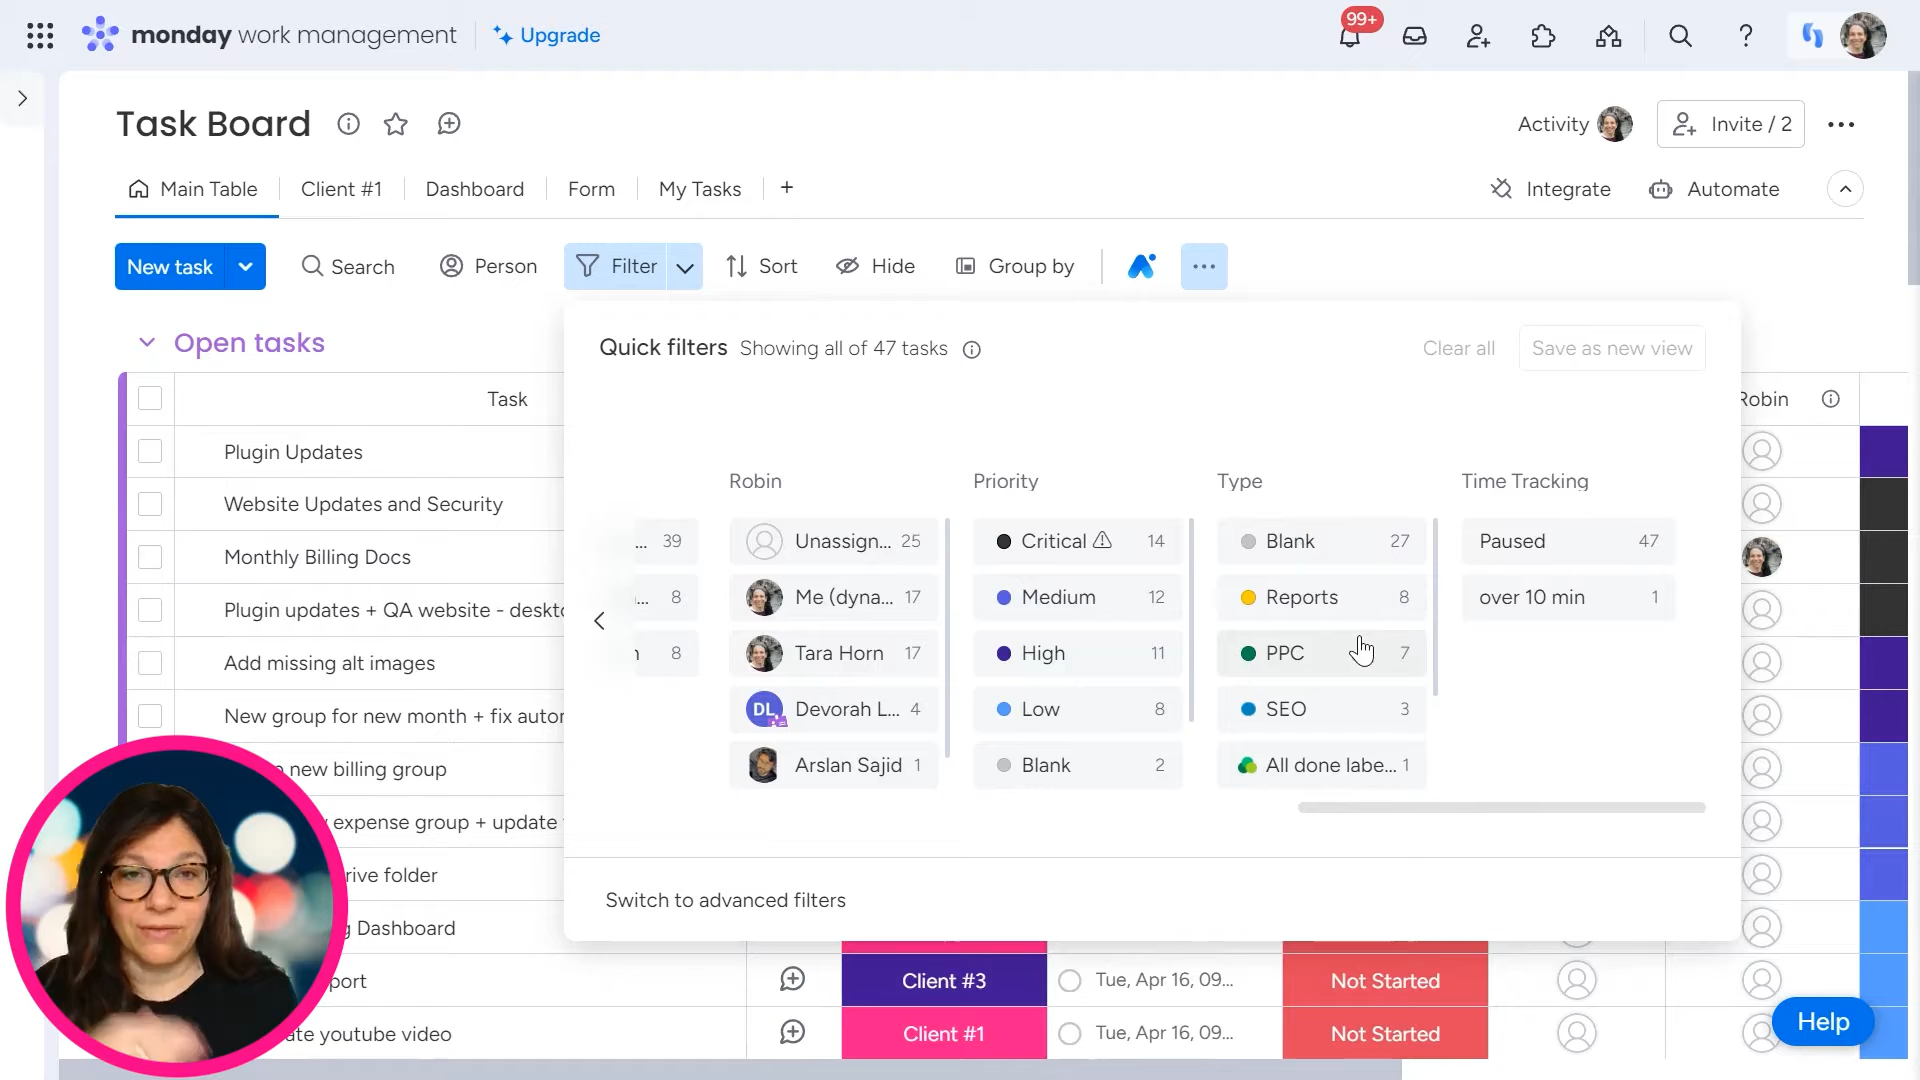 monday work management
Upgrade
99+
Task Board
Activity
Invite / 2
Main Table
Client #1
Dashboard
Form
My Tasks
+
Integrate
Automate
New task
Search
Person
Filter
Sort
Hide
Group by
Open tasks
Quick filters Showing all of 47 tasks
Clear all
Save as new view
Task
Robin
Plugin Updates
Website Updates and Security
Monthly Billing Docs
Plugin updates + QA website -
Add missing alt images
New group for new month + fix
new billing group
expense group + update
folder
Dashboard
youtube video
... 39
... 8
8
Robin
Unassign... 25
Me (dyna... 17
Tara Horn 17
DL Devorah L... 4
Arslan Sajid 1
Priority
Critical 14
Medium 12
High 11
Low 8
Blank 2
Type
Blank 27
Reports 8
PPC 7
SEO 3
All done labe... 1
Time Tracking
Paused 47
over 10 min 1
Switch to advanced filters
Client #3
Tue, Apr 16, 09...
Not Started
Client #1
Tue, Apr 16, 09...
Not Started
Help